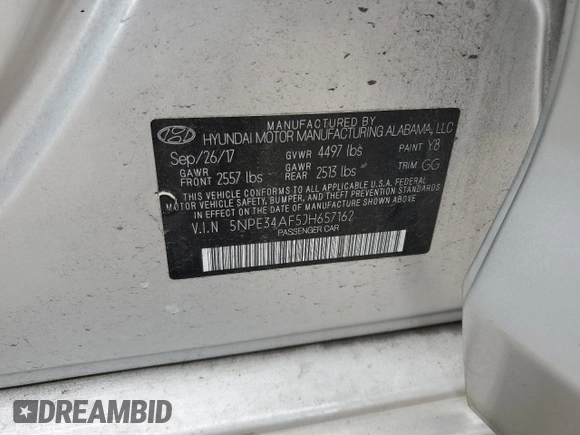 MANUFACTURED BY
HYUNDAI MOTOR MANUFACTURING ALABAMA, LLC
Sep/26/17 GVWR 4497 lbs PAINT Y8
GAWR FRONT 2557 lbs GAWR REAR 2513 lbs TRIM GG
THIS VEHICLE CONFORMS TO ALL APPLICABLE U.S.A. FEDERAL
MOTOR VEHICLE SAFETY, BUMPER, AND THEFT PREVENTION STANDARDS
IN EFFECT ON THE DATE OF MANUFACTURE SHOWN ABOVE.
V.I.N 5NPE34AF5JH657162
PASSENGER CAR
DREAMBID